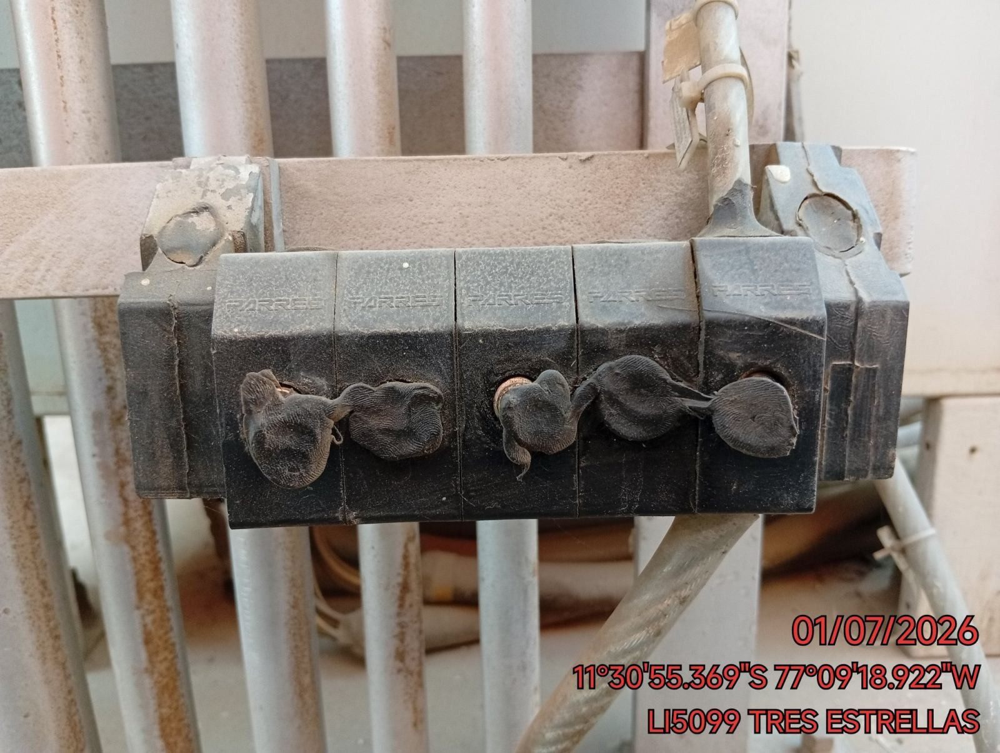 PARRES PARRES PARRES PARRES PARRES
01/07/2026
11°30'55.369"S 77°09'18.922"W
LI5099 TRES ESTRELLAS